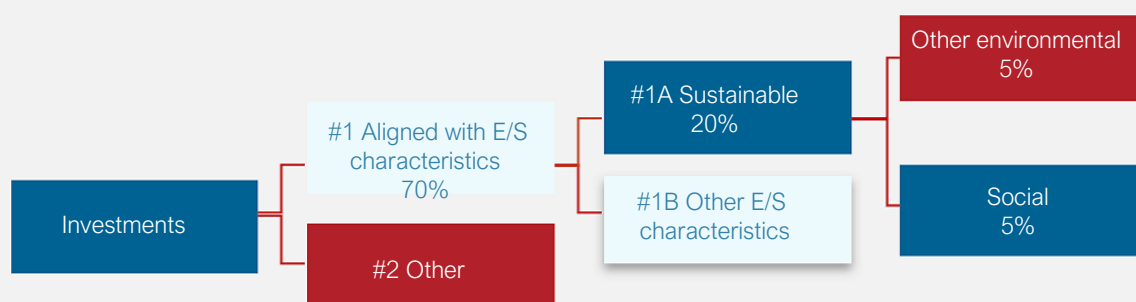 Investments
#1 Aligned with E/S
characteristics
70%
#2 Other
#1A Sustainable
20%
#1B Other E/S
characteristics
Other environmental
5%
Social
5%